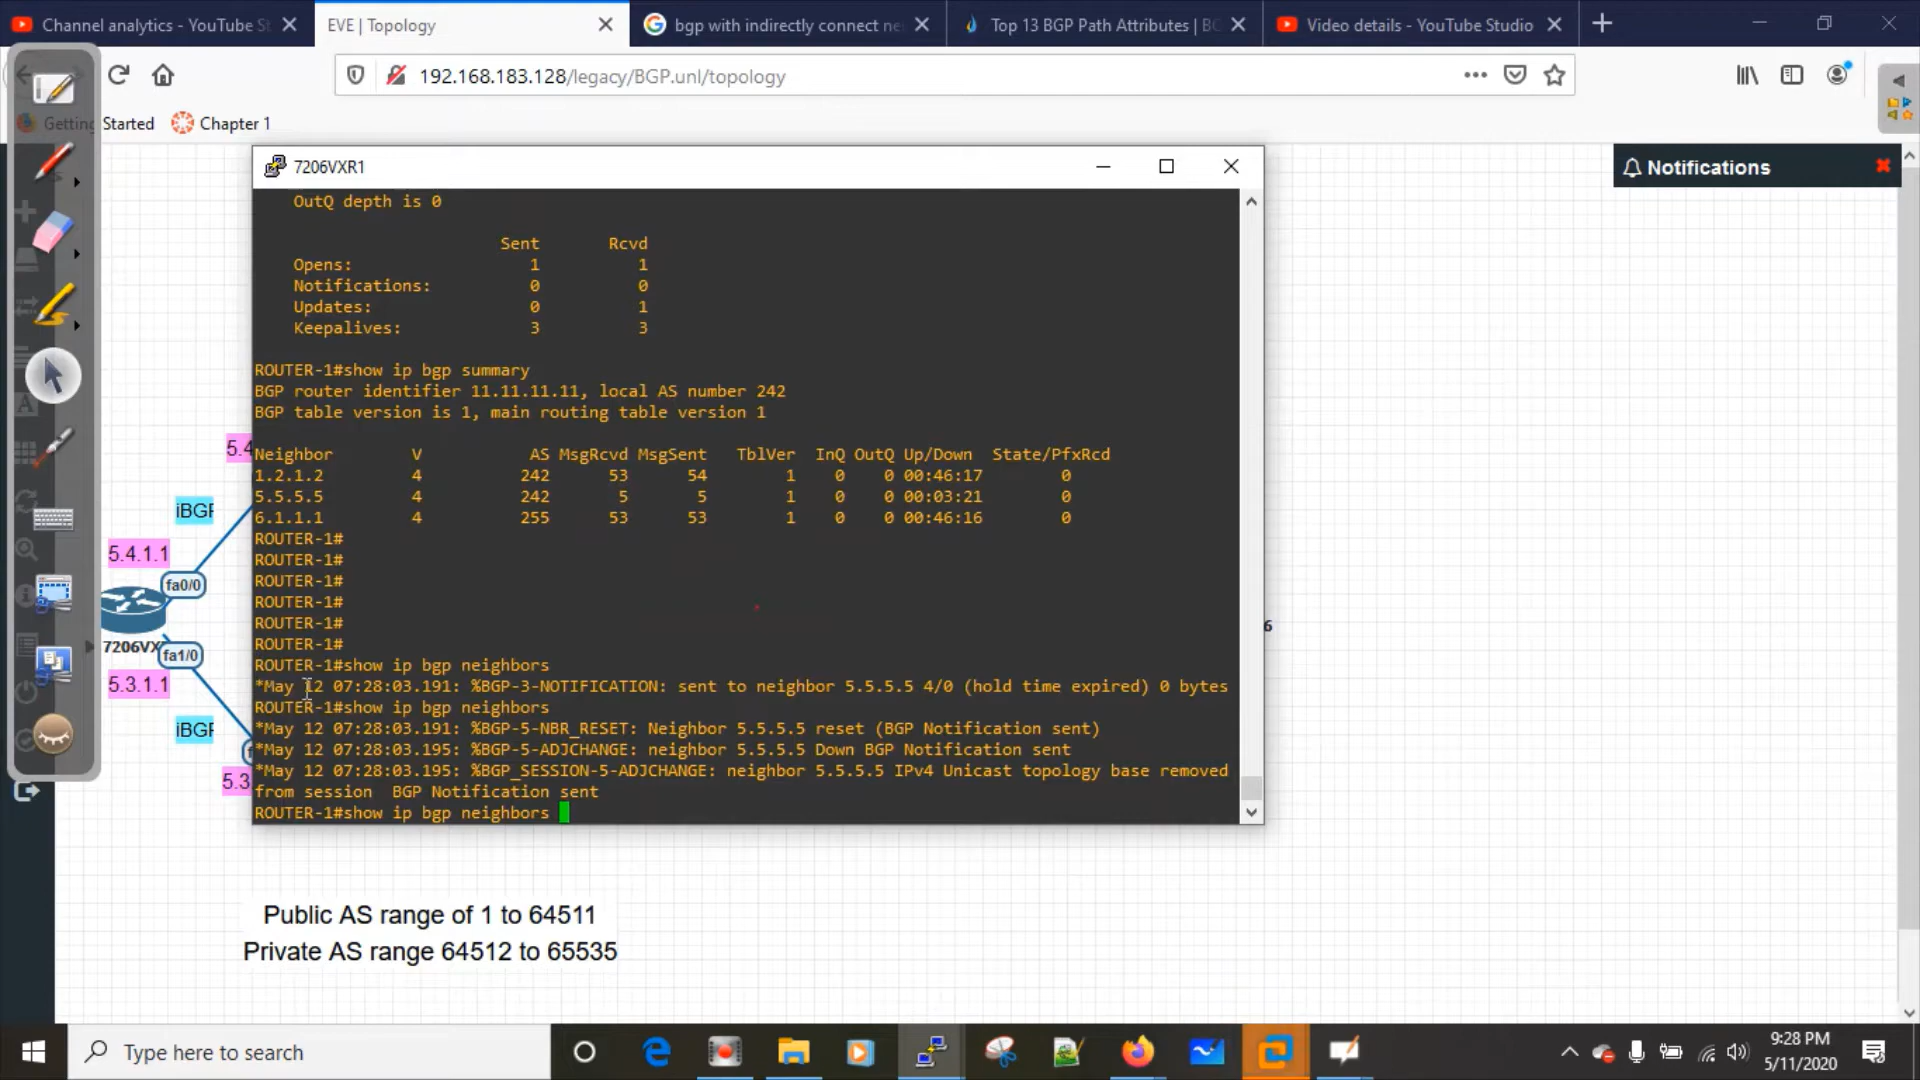 Channel analytics - YouTube St
EVE | Topology
bgp with indirectly connect ne
Top 13 BGP Path Attributes | BG
Video details - YouTube Studio
192.168.183.128/legacy/BGP.unl/topology
Getting Started
Chapter 1
7206VXR1
Notifications
OutQ depth is 0
Sent Rcvd
Opens: 1 1
Notifications: 0 0
Updates: 0 1
Keepalives: 3 3
ROUTER-1#show ip bgp summary
BGP router identifier 11.11.11.11, local AS number 242
BGP table version is 1, main routing table version 1
Neighbor V AS MsgRcvd MsgSent TblVer InQ OutQ Up/Down State/PfxRcd
1.2.1.2 4 242 53 54 1 0 0 00:46:17 0
5.5.5.5 4 242 5 5 1 0 0 00:03:21 0
6.1.1.1 4 255 53 53 1 0 0 00:46:16 0
ROUTER-1#
ROUTER-1#
ROUTER-1#
ROUTER-1#
ROUTER-1#
ROUTER-1#
ROUTER-1#show ip bgp neighbors
*May 12 07:28:03.191: %BGP-3-NOTIFICATION: sent to neighbor 5.5.5.5 4/0 (hold time expired) 0 bytes
ROUTER-1#show ip bgp neighbors
*May 12 07:28:03.191: %BGP-5-NBR_RESET: Neighbor 5.5.5.5 reset (BGP Notification sent)
*May 12 07:28:03.195: %BGP-5-ADJCHANGE: neighbor 5.5.5.5 Down BGP Notification sent
*May 12 07:28:03.195: %BGP_SESSION-5-ADJCHANGE: neighbor 5.5.5.5 IPv4 Unicast topology base removed
from session BGP Notification sent
ROUTER-1#show ip bgp neighbors
5.4
iBGP
5.4.1.1
fa0/0
7206VX
fa1/0
5.3.1.1
iBGP
f
5.3
6
Public AS range of 1 to 64511
Private AS range 64512 to 65535
Type here to search
9:28 PM
5/11/2020